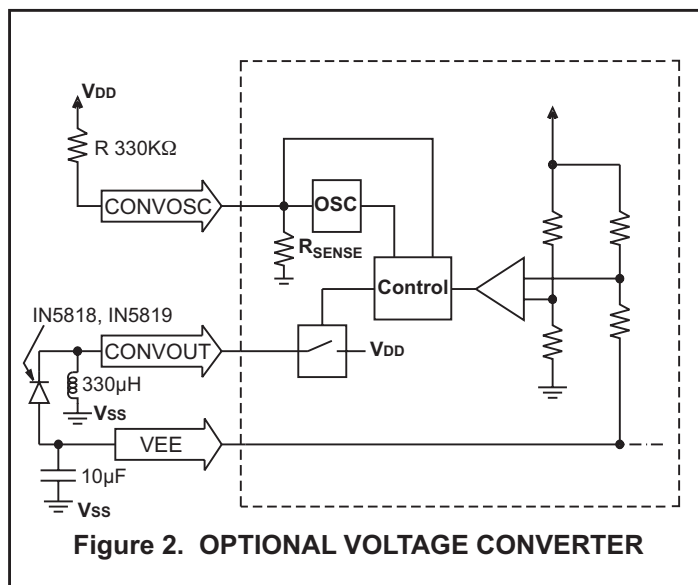 VDD
R 330KΩ
CONVOSC
OSC
RSENSE
Control
IN5818, IN5819
CONVOUT
VDD
330µH
VSS
VEE
10µF
VSS
Figure 2. OPTIONAL VOLTAGE CONVERTER